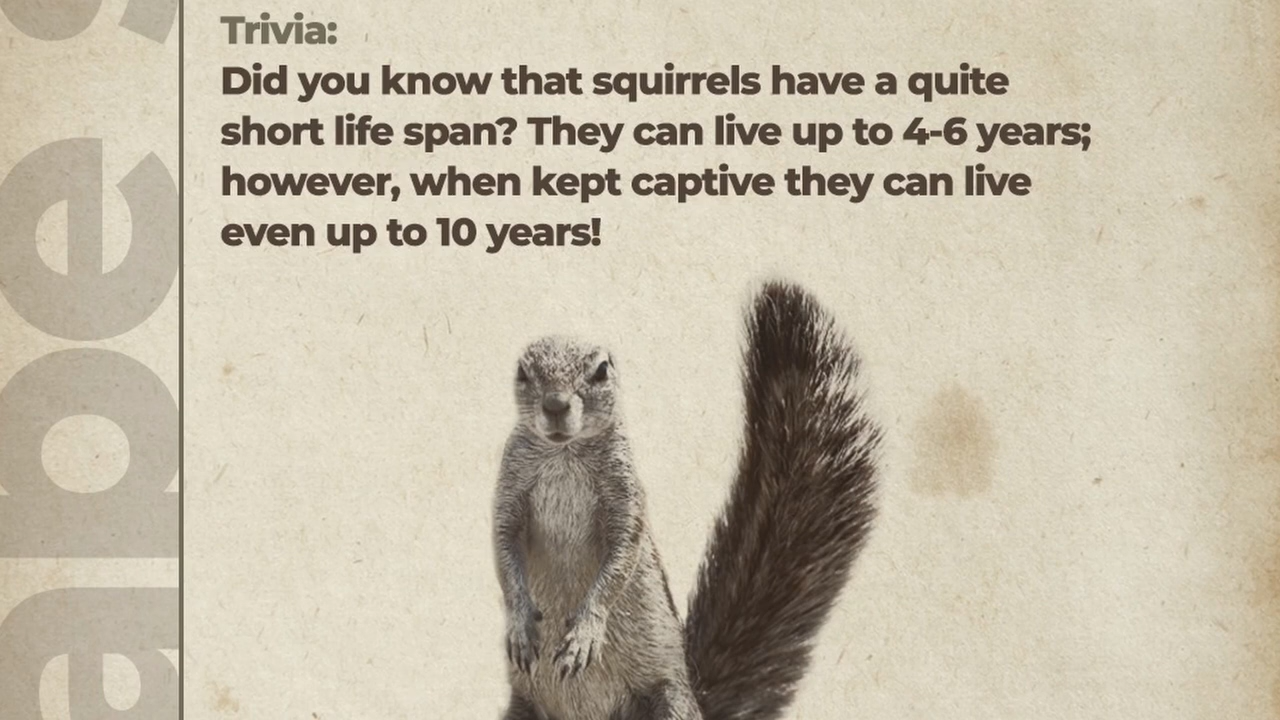 Trivia:
Did you know that squirrels have a quite
short life span? They can live up to 4-6 years;
however, when kept captive they can live
even up to 10 years!